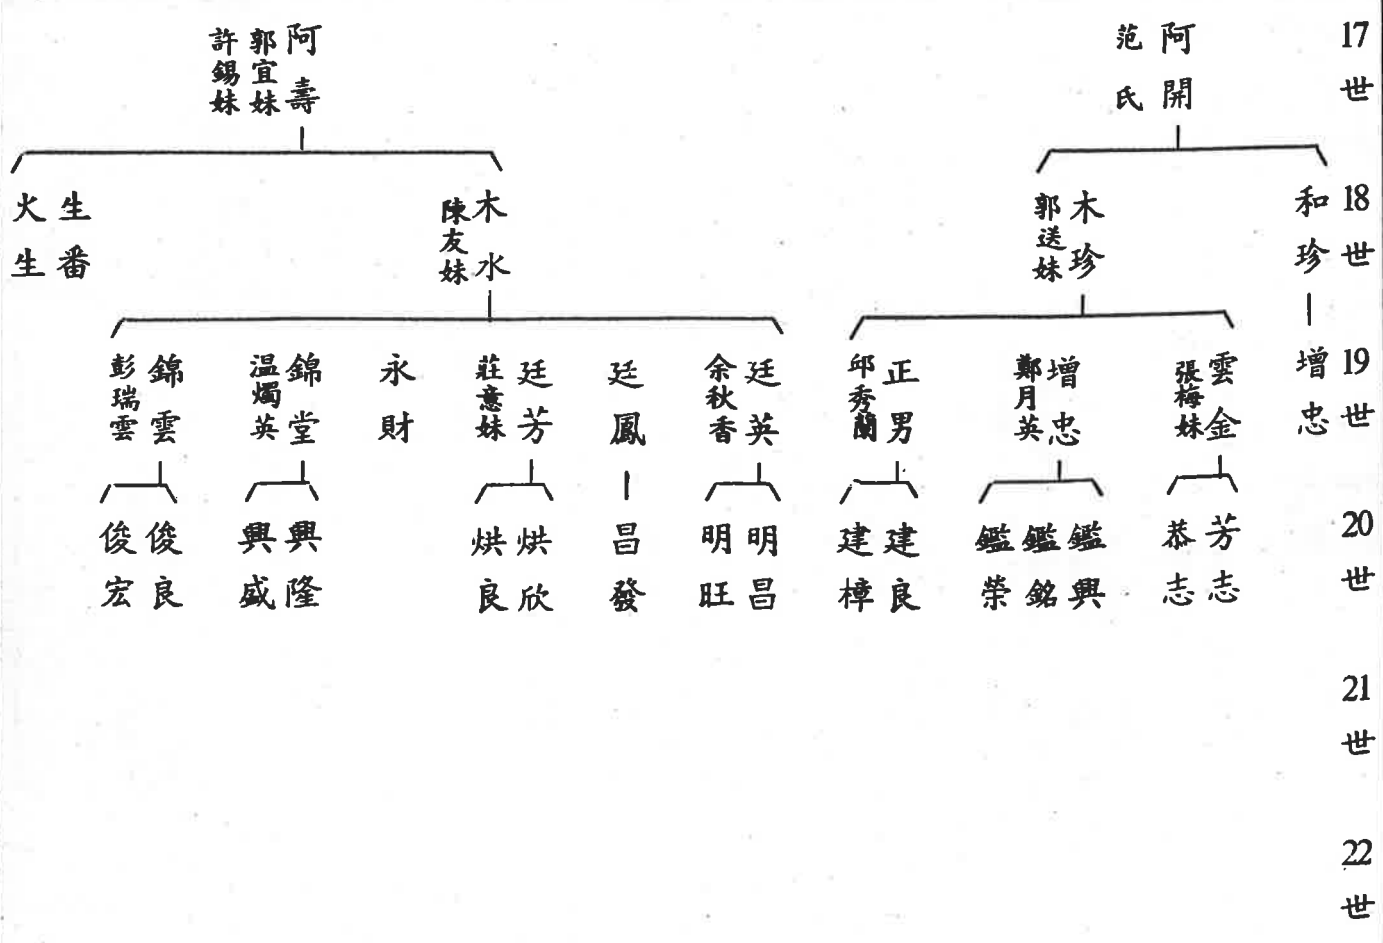 17世
阿開
范氏
阿壽
郭宜妹
許錫妹
18世
和珍
木珍
郭送妹
木水
陳友妹
生番
火生
19世
增忠
雲金
張梅妹
增忠
鄭月英
正男
邱秀蘭
廷英
余秋香
廷鳳
廷芳
莊意妹
永財
錦堂
温燭英
錦雲
彭瑞雲
20世
芳志
恭志
鑑興
鑑銘
鑑榮
建良
建樟
明昌
明旺
昌發
烘欣
烘良
興隆
興盛
俊良
俊宏
21世
22世